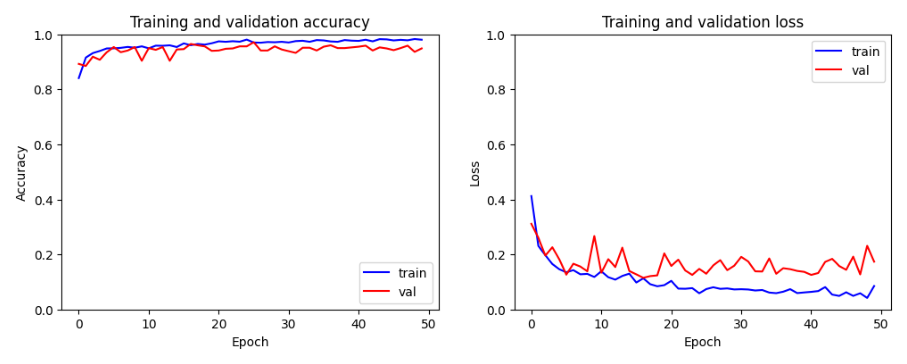 Training and validation accuracy
1.0
0.8
0.6
0.4
0.2
0.0
Accuracy
0 10 20 30 40 50
Epoch
train
val
Training and validation loss
1.0
0.8
0.6
0.4
0.2
0.0
Loss
0 10 20 30 40 50
Epoch
train
val